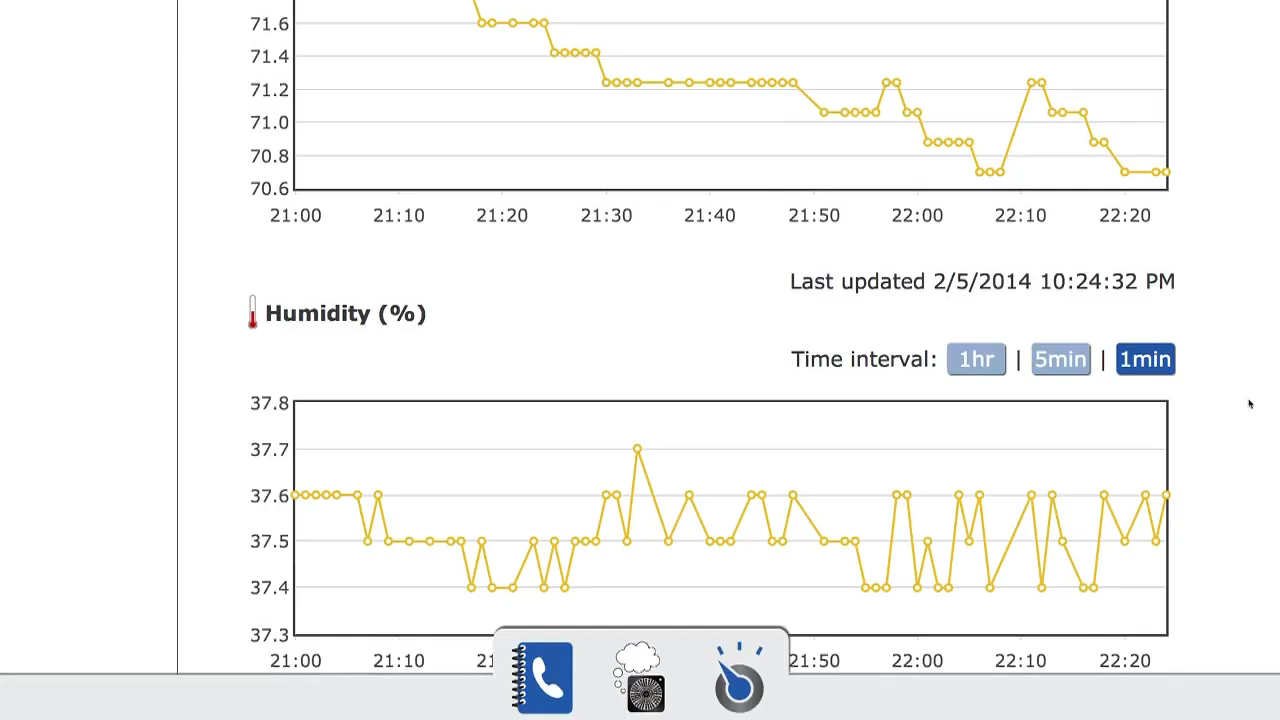 71.6
71.4
71.2
71.0
70.8
70.6
21:00 21:10 21:20 21:30 21:40 21:50 22:00 22:10 22:20
Last updated 2/5/2014 10:24:32 PM
Humidity (%)
Time interval: 1hr | 5min | 1min
37.8
37.7
37.6
37.5
37.4
37.3
21:00 21:10 21:50 22:00 22:10 22:20